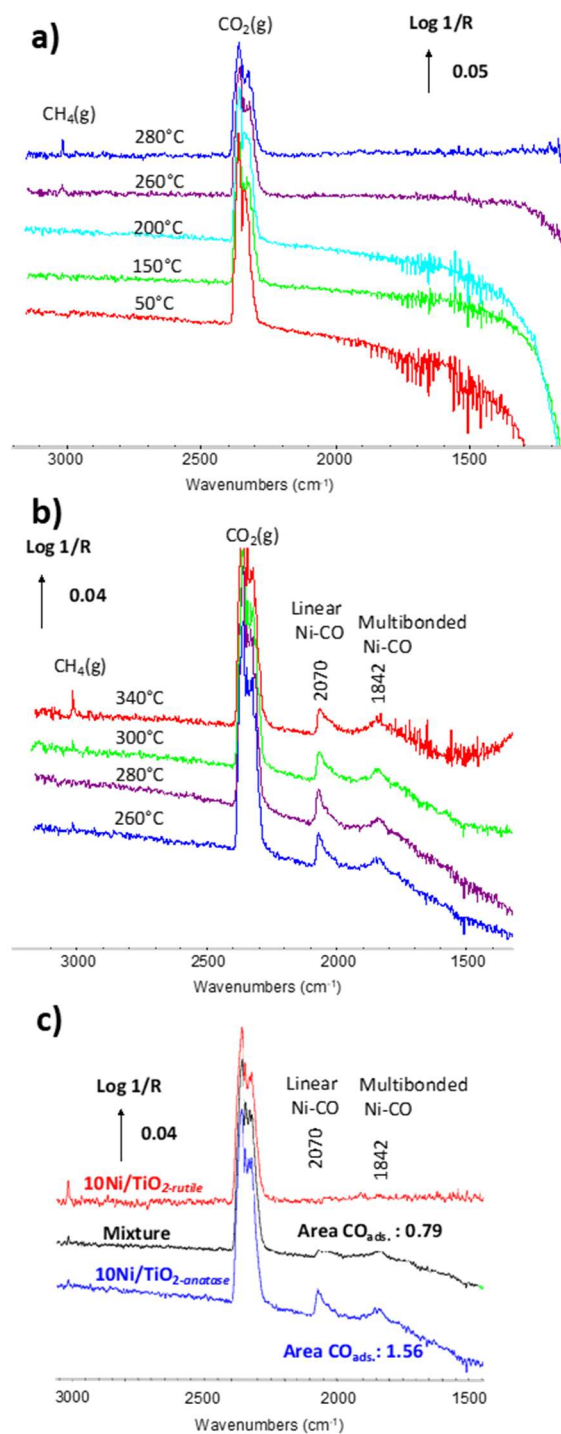 a)
CO2(g)
Log 1/R
0.05
CH4(g)
280°C
260°C
200°C
150°C
50°C
3000 2500 2000 1500
Wavenumbers (cm-1)
b)
CO2(g)
Log 1/R
0.04
Linear
Ni-CO
Multibonded
Ni-CO
2070
1842
CH4(g)
340°C
300°C
280°C
260°C
3000 2500 2000 1500
Wavenumbers (cm-1)
c)
Log 1/R
0.04
Linear
Ni-CO
Multibonded
Ni-CO
2070
1842
10Ni/TiO2-rutile
Mixture
Area COads.: 0.79
10Ni/TiO2-anatase
Area COads.: 1.56
3000 2500 2000 1500
Wavenumbers (cm-1)